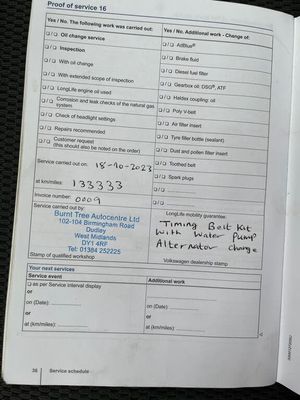 Proof of service 16
Yes / No. The following work was carried out:
❑ / ❑ Oil change service
❑ / ❑ Inspection
❑ / ❑ With oil change
❑ / ❑ With extended scope of inspection
❑ / ❑ LongLife engine oil used
❑ / ❑ Corrosion and leak checks of the natural gas
system
❑ / ❑ Check of headlight settings
❑ / ❑ Repairs recommended
❑ / ❑ Customer request
(this should also be noted on the order)
Service carried out on: 18-10-2023
at km/miles: 133333
Invoice number: 0009
Service carried out by:
Burnt Tree Autocentre Ltd
102-104 Birmingham Road
Dudley
West Midlands
DY1 4RF
Tel: 01384 252225
Stamp of qualified workshop
Yes / No. Additional work - Change of:
❑ / ❑ AdBlue®
❑ / ❑ Brake fluid
❑ / ❑ Diesel fuel filter
❑ / ❑ Gearbox oil: DSG®, ATF
❑ / ❑ Haldex coupling: oil
❑ / ❑ Poly V-belt
❑ / ❑ Air filter insert
❑ / ❑ Tyre filler bottle (sealant)
❑ / ❑ Dust and pollen filter insert
❑ / ❑ Toothed belt
❑ / ❑ Spark plugs
❑ / ❑
❑ / ❑
LongLife mobility guarantee:
Timing Belt Kit
with Water Pump
Alternator change
Volkswagen dealership stamp
Your next services
Service event
❑ as per Service interval display
or
on (Date):
or
at (km/miles):
Additional work
on (Date):
or
at (km/miles):
38 Service schedule